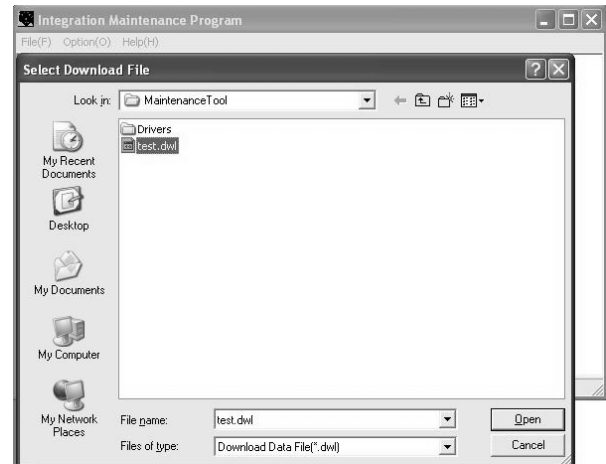 Integration Maintenance Program
File(F) Option(O) Help(H)
Select Download File
Look in: MaintenanceTool
Drivers
test.dwl
My Recent
Documents
Desktop
My Documents
My Computer
My Network
Places
File name: test.dwl Open
Files of type: Download Data File(*.dwl) Cancel